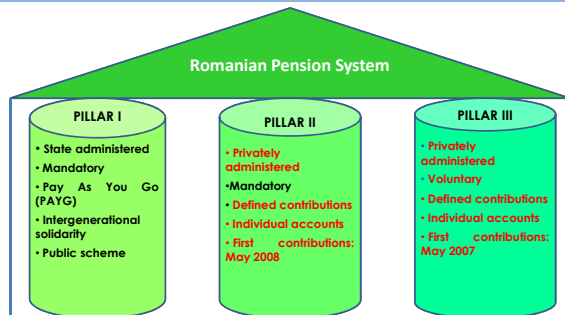 Romanian Pension System
PILLAR I
• State administered
• Mandatory
• Pay As You Go
(PAYG)
• Intergenerational
solidarity
• Public scheme
PILLAR II
• Privately
administered
•Mandatory
• Defined contributions
• Individual accounts
• First contributions:
May 2008
PILLAR III
• Privately
administered
• Voluntary
• Defined contributions
• Individual accounts
• First contributions:
May 2007